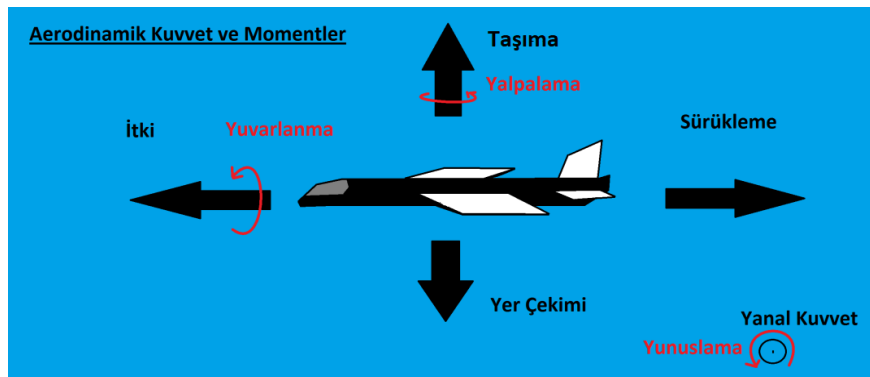 Aerodinamik Kuvvet ve Momentler
Taşıma
Yalpalama
İtki
Yuvarlanma
Sürükleme
Yer Çekimi
Yanal Kuvvet
Yunuslama